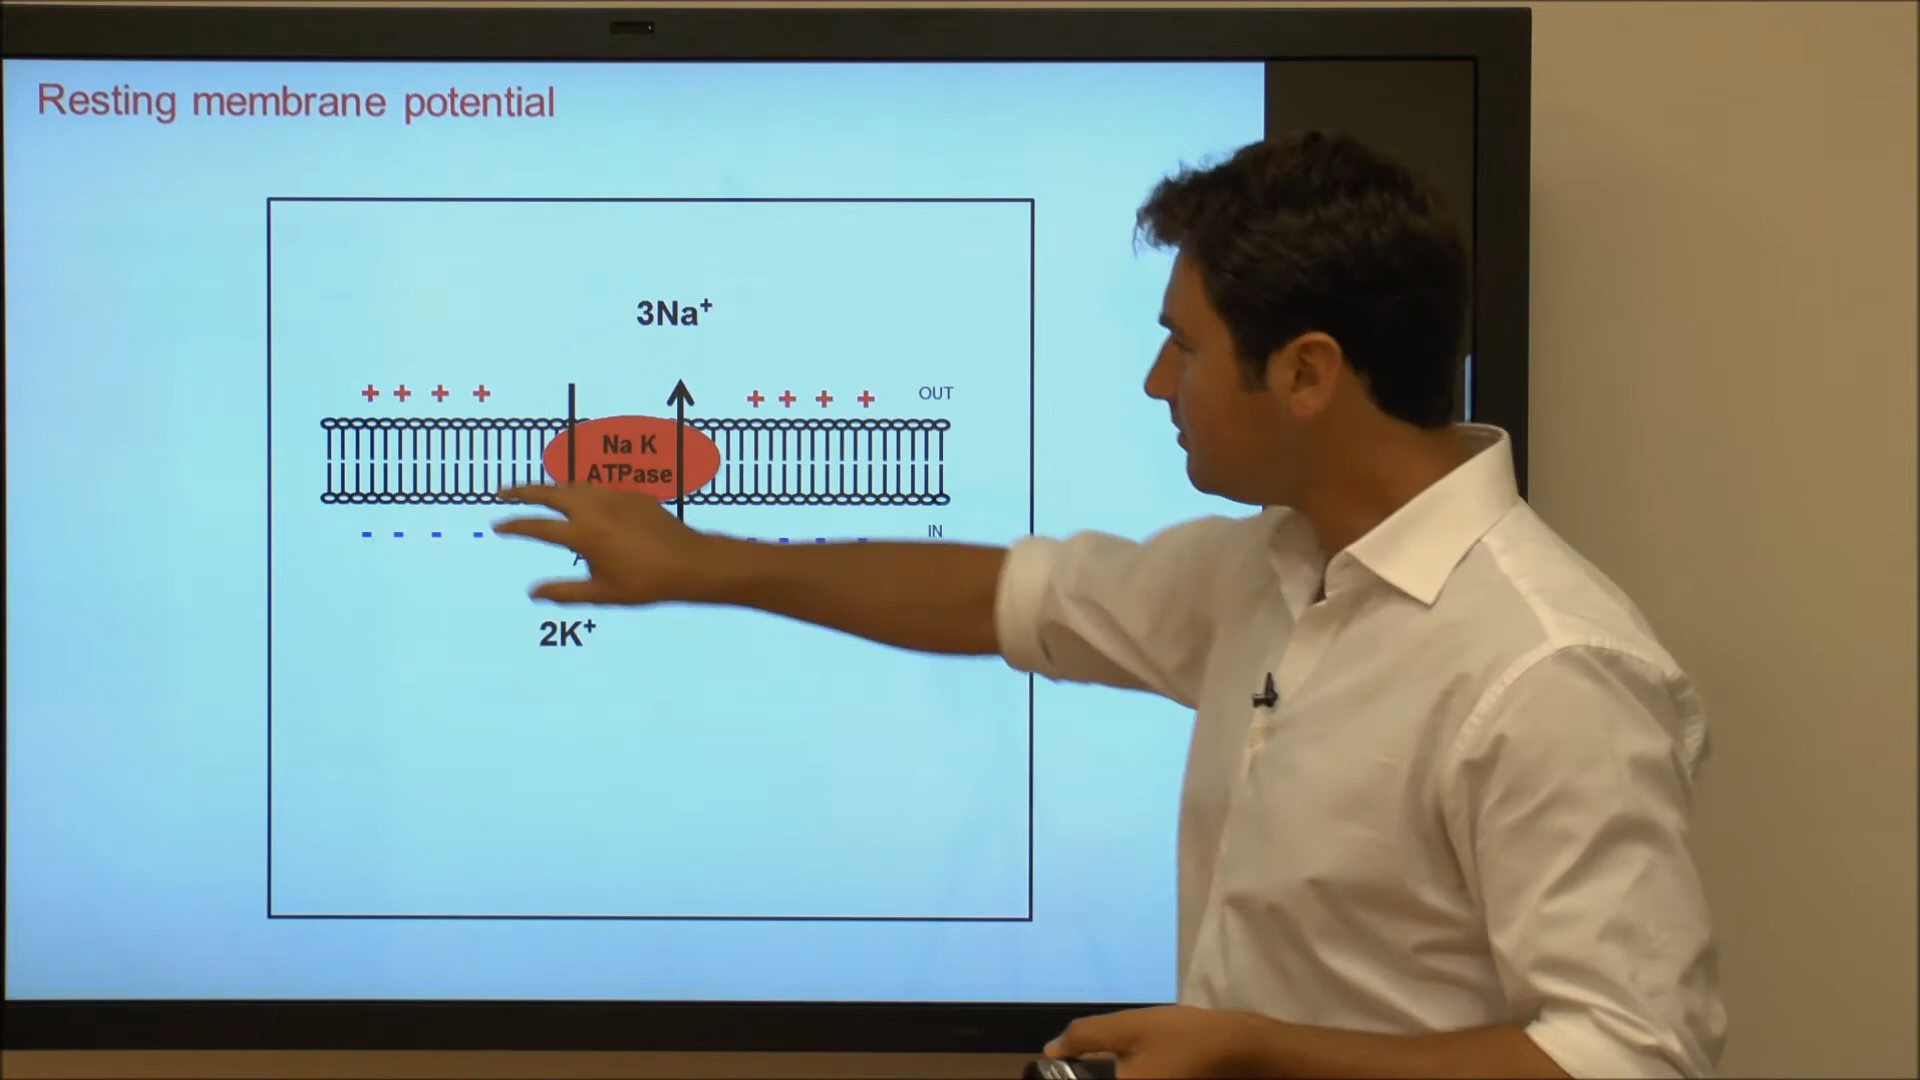 Resting membrane potential
3Na⁺
+ + + +
+ + + +
OUT
Na K
ATPase
- - - -
- - - -
IN
2K⁺